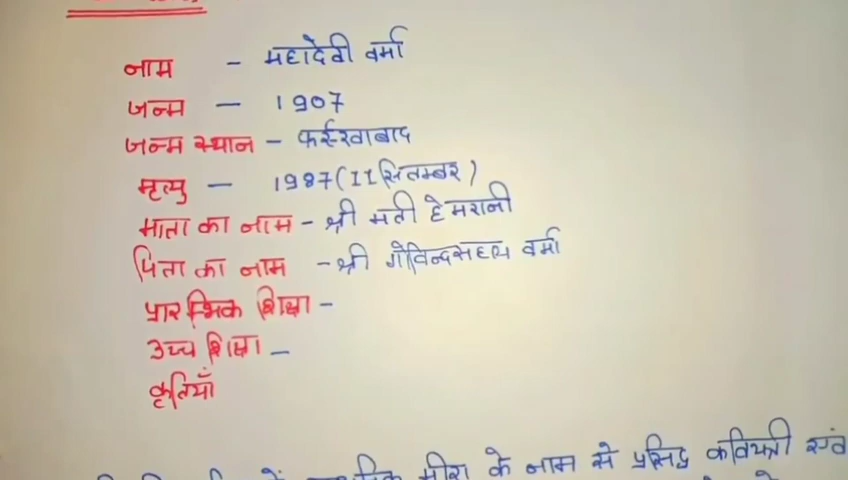 नाम - महादेवी वर्मा
जन्म - 1907
जन्म स्थान - फर्रुखाबाद
मृत्यु - 1987 (11 सितम्बर)
माता का नाम - श्री मती हेमरानी
पिता का नाम - श्री गोविन्दसहाय वर्मा
प्रारम्भिक शिक्षा -
उच्च शिक्षा -
कृतियाँ
मीरा के नाम से प्रसिद्ध कवियत्री एवं